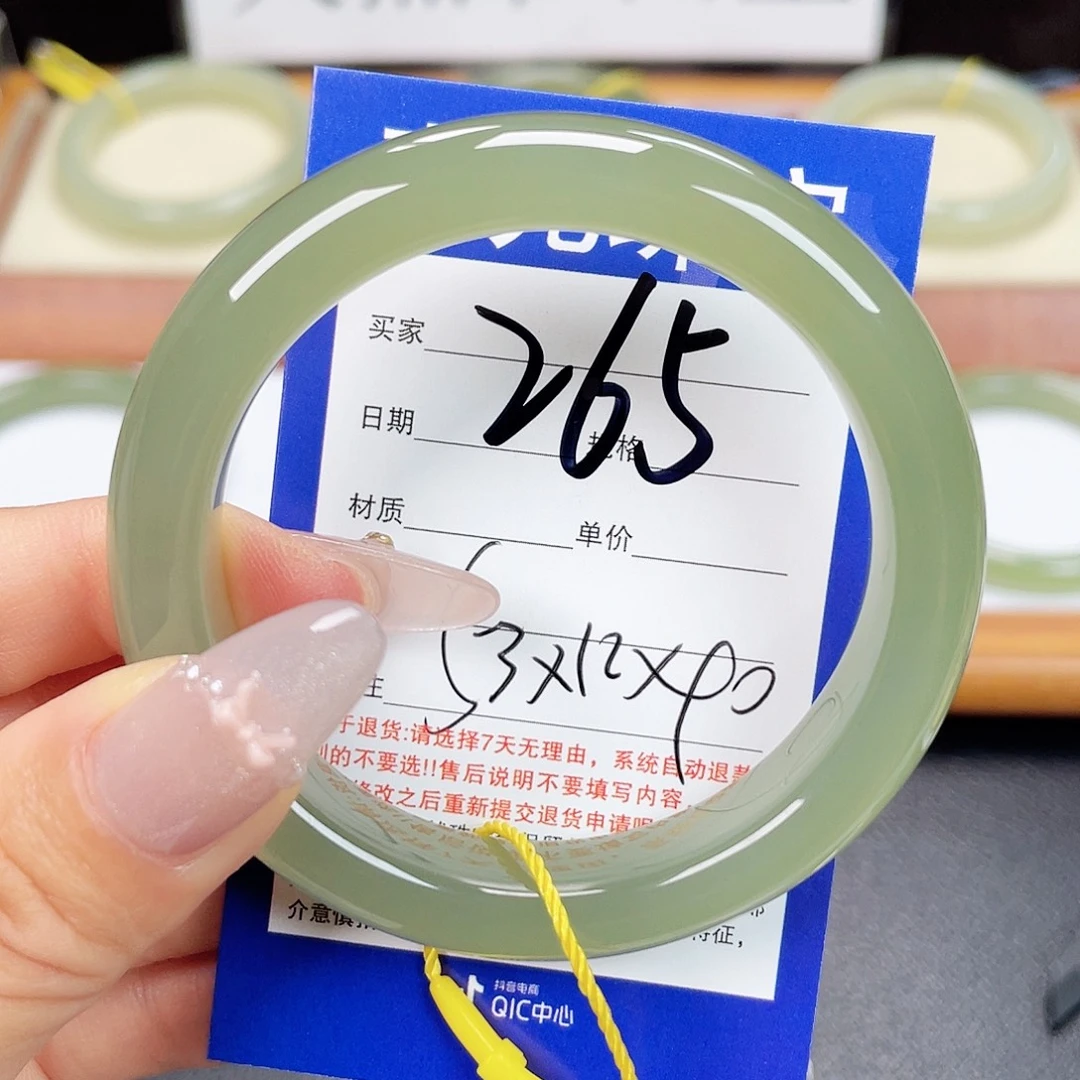 买家
265
日期
规格
材质
单价
53x12x90
于退货:请选择7天无理由，系统自动退款
的不要选!!售后说明不要填写内容
修改之后重新提交退货申请呢
介意慎拍
特征，
抖音电商
QIC中心